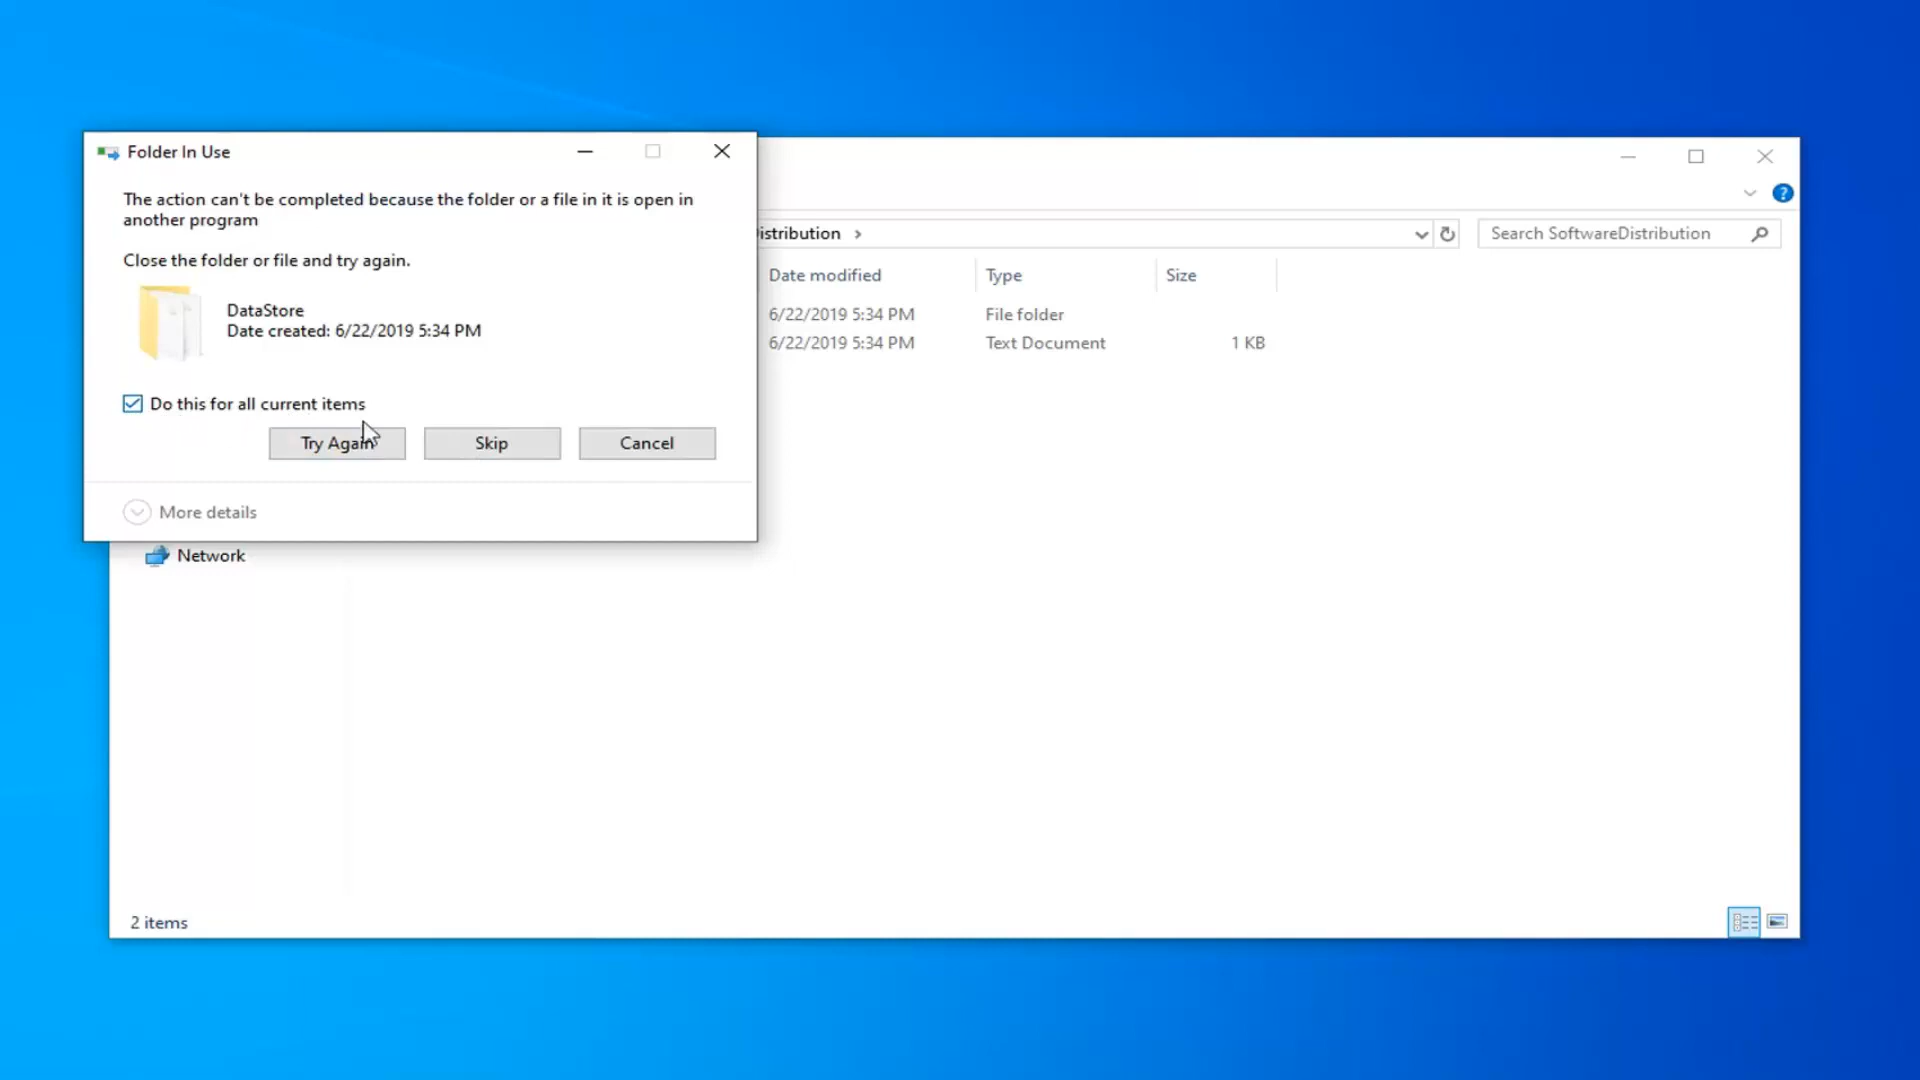 Folder In Use
The action can't be completed because the folder or a file in it is open in
another program
Close the folder or file and try again.
DataStore
Date created: 6/22/2019 5:34 PM
Do this for all current items
Try Again
Skip
Cancel
More details
istribution
Search SoftwareDistribution
Date modified
Type
Size
6/22/2019 5:34 PM
File folder
6/22/2019 5:34 PM
Text Document
1 KB
Network
2 items